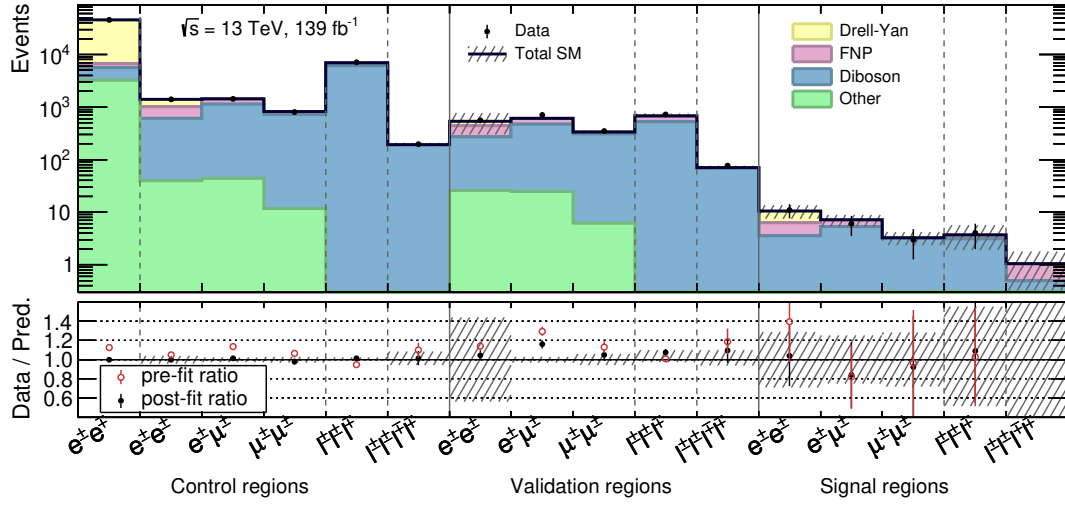 Events
√s = 13 TeV, 139 fb⁻¹
Data
Total SM
Drell-Yan
FNP
Diboson
Other
10⁴
10³
10²
10
1
Data / Pred.
1.4
1.2
1.0
0.8
0.6
pre-fit ratio
post-fit ratio
e±e∓ e±e± e±μ± μ±μ± l±l±l∓ l±l±l∓l∓ e±e± e±μ± μ±μ± l±l±l∓ l±l±l∓l∓ e±e± e±μ± μ±μ± l±l±l∓ l±l±l∓l∓
Control regions Validation regions Signal regions